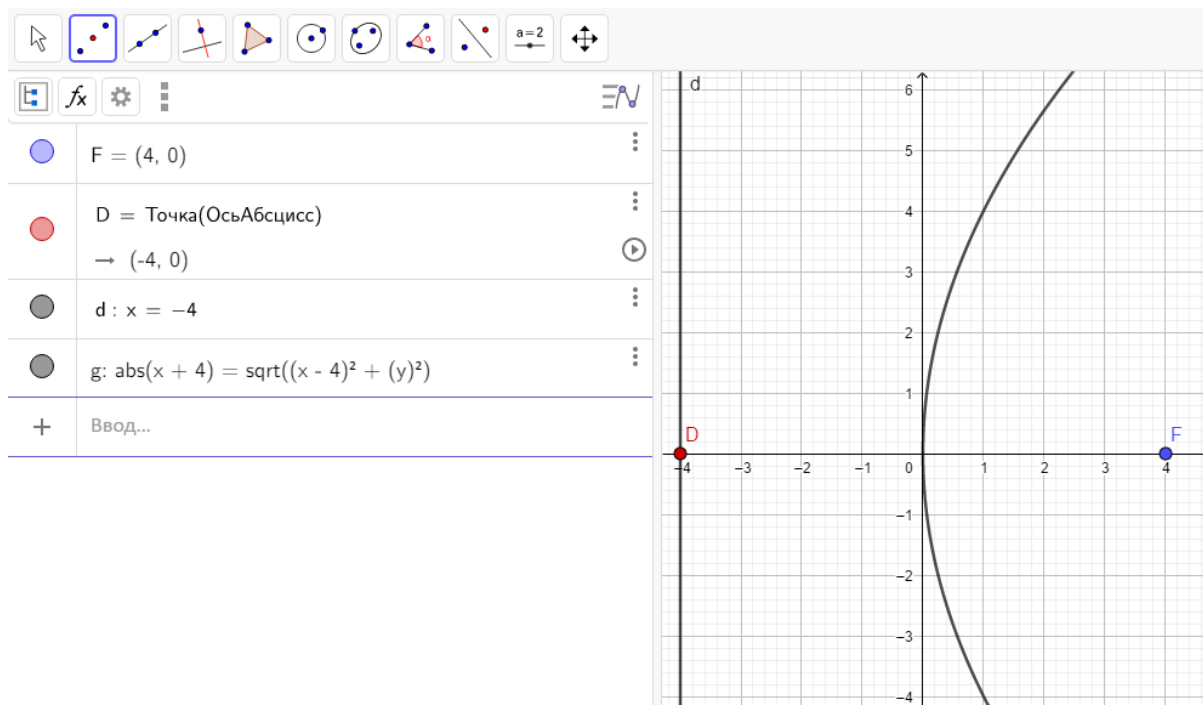 a=2
α
fx
F = (4, 0)
D = Точка(ОсьАбсцисс)
→ (-4, 0)
d : x = −4
g: abs(x + 4) = sqrt((x - 4)² + (y)²)
+ Ввод...
d
6
5
4
3
2
1
D
F
−4 −3 −2 −1 0 1 2 3 4
−1
−2
−3
−4